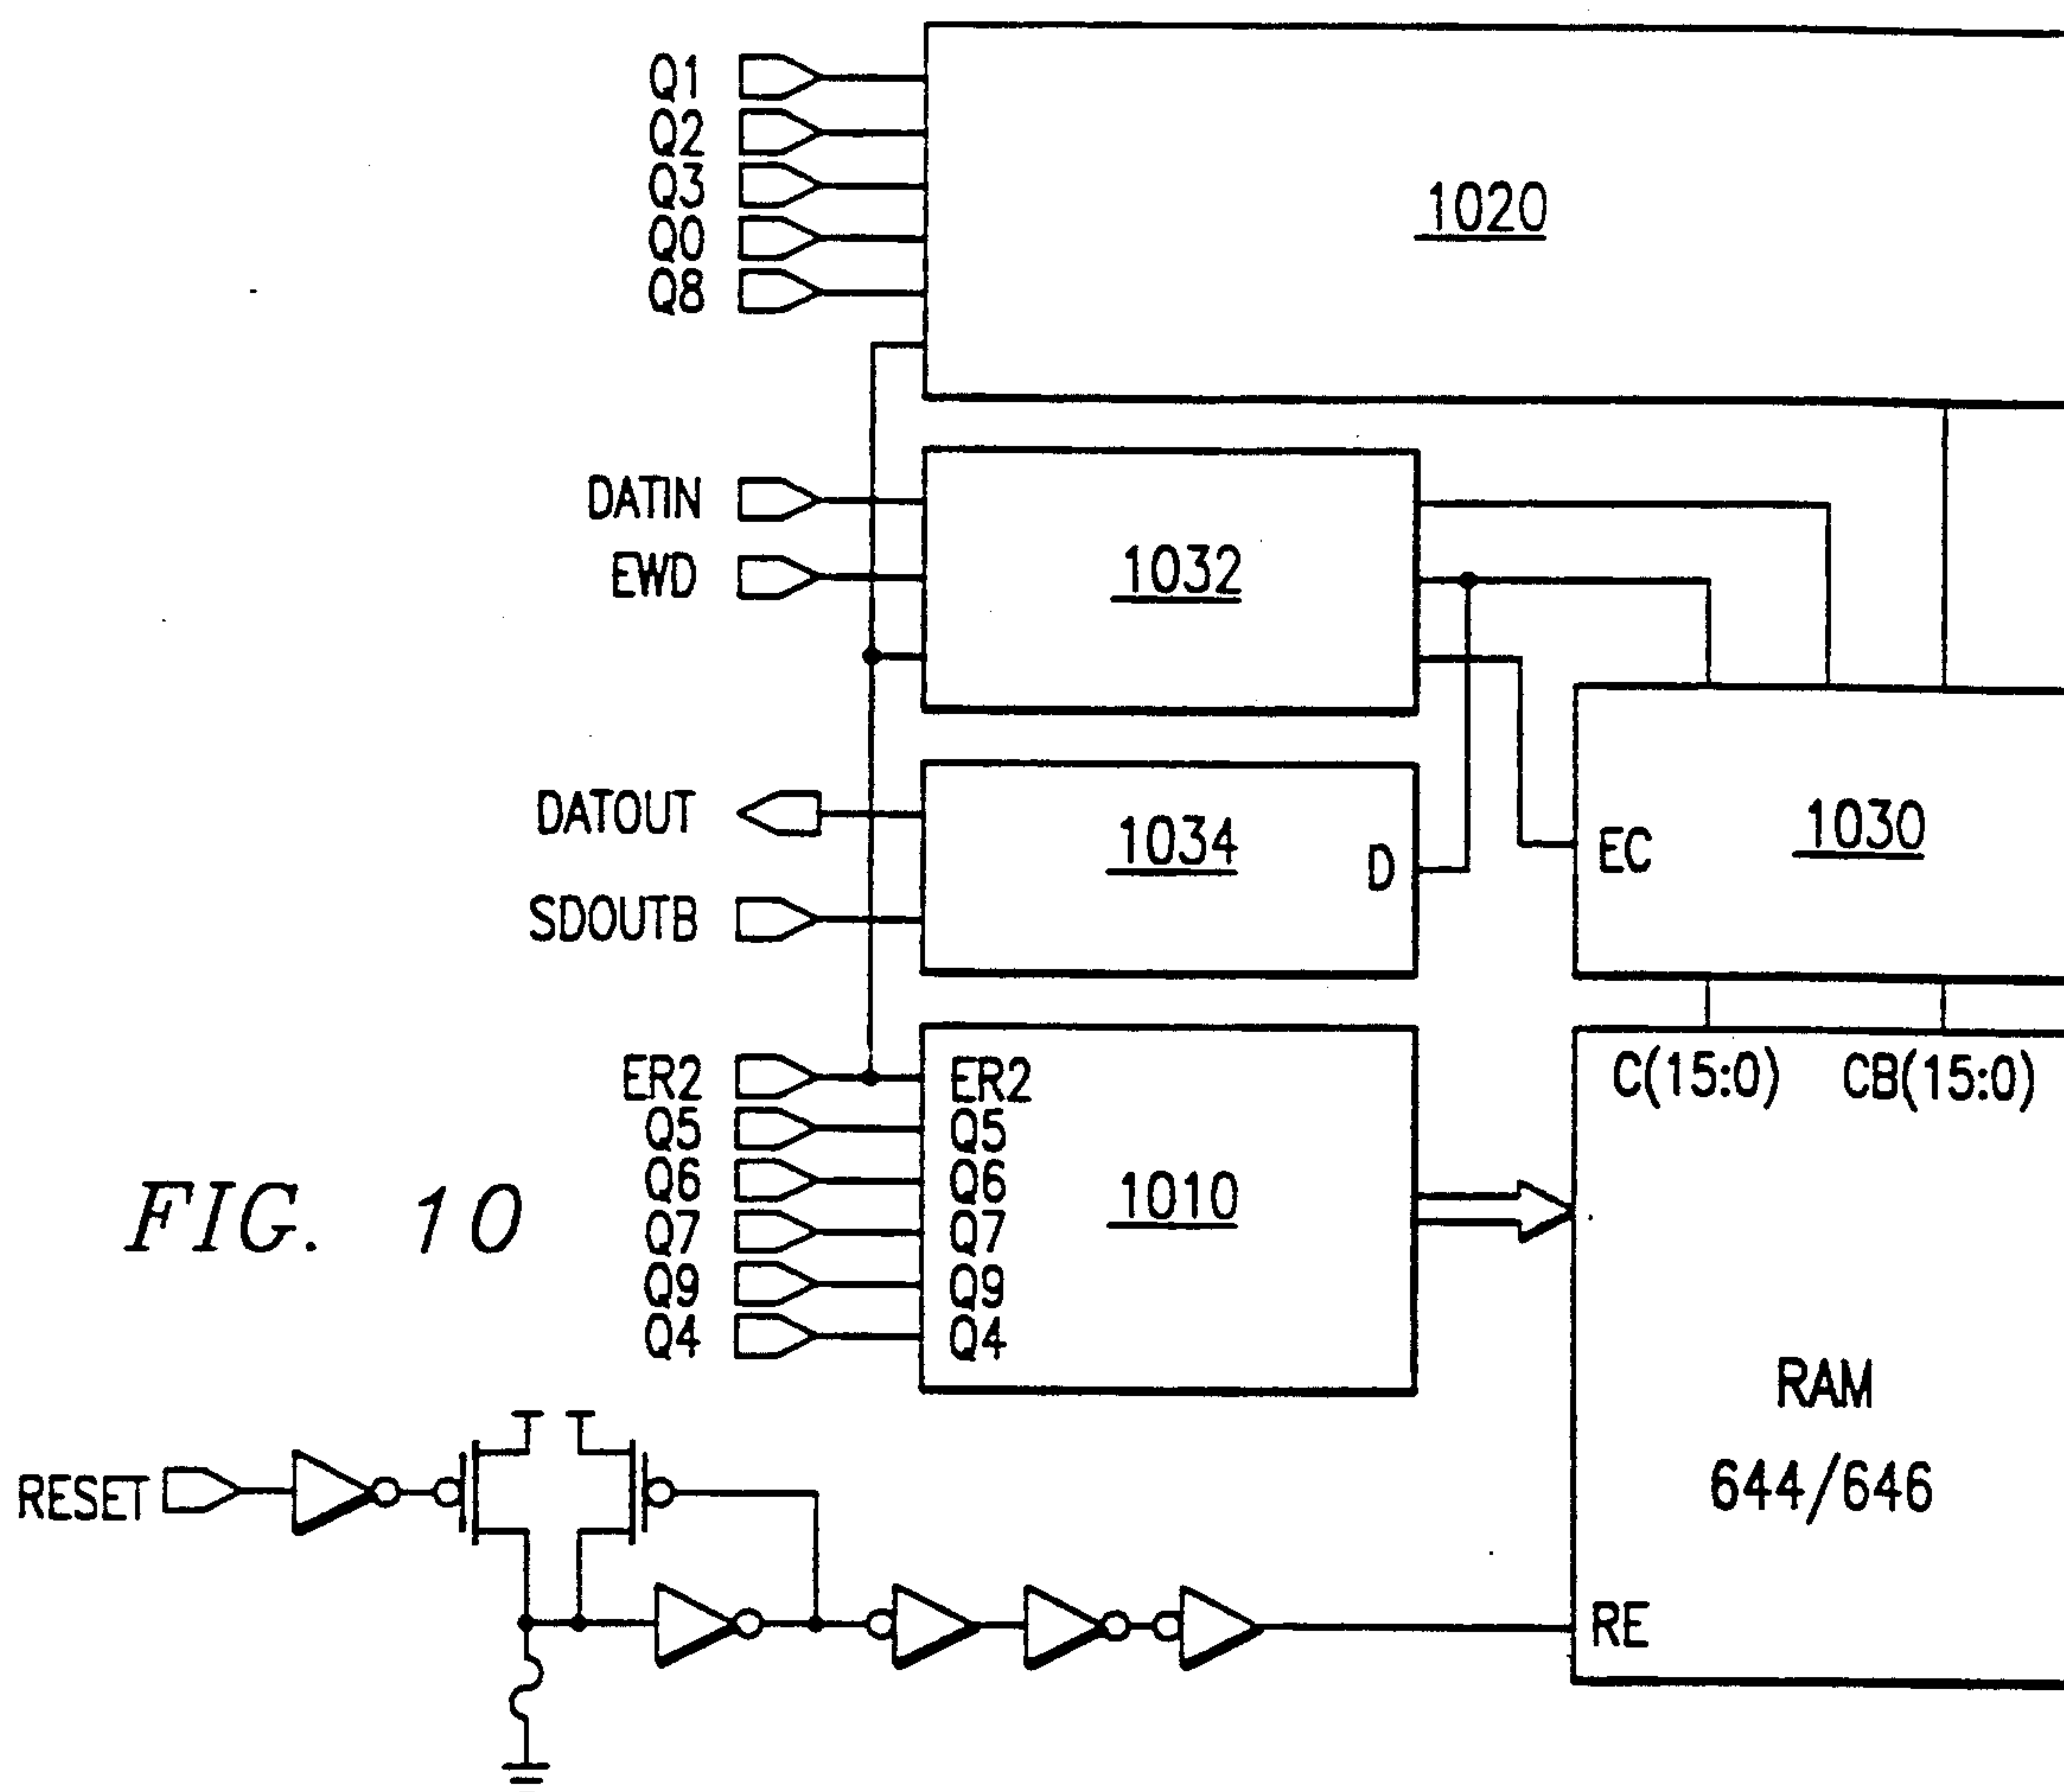 Q1
Q2
Q3
Q0
Q8
1020
DATIN
EWD
1032
DATOUT
SDOUTB
1034
D
EC
1030
ER2
Q5
Q6
Q7
Q9
Q4
ER2
Q5
Q6
Q7
Q9
Q4
1010
C(15:0) CB(15:0)
RAM
644/646
RE
FIG. 10
RESET